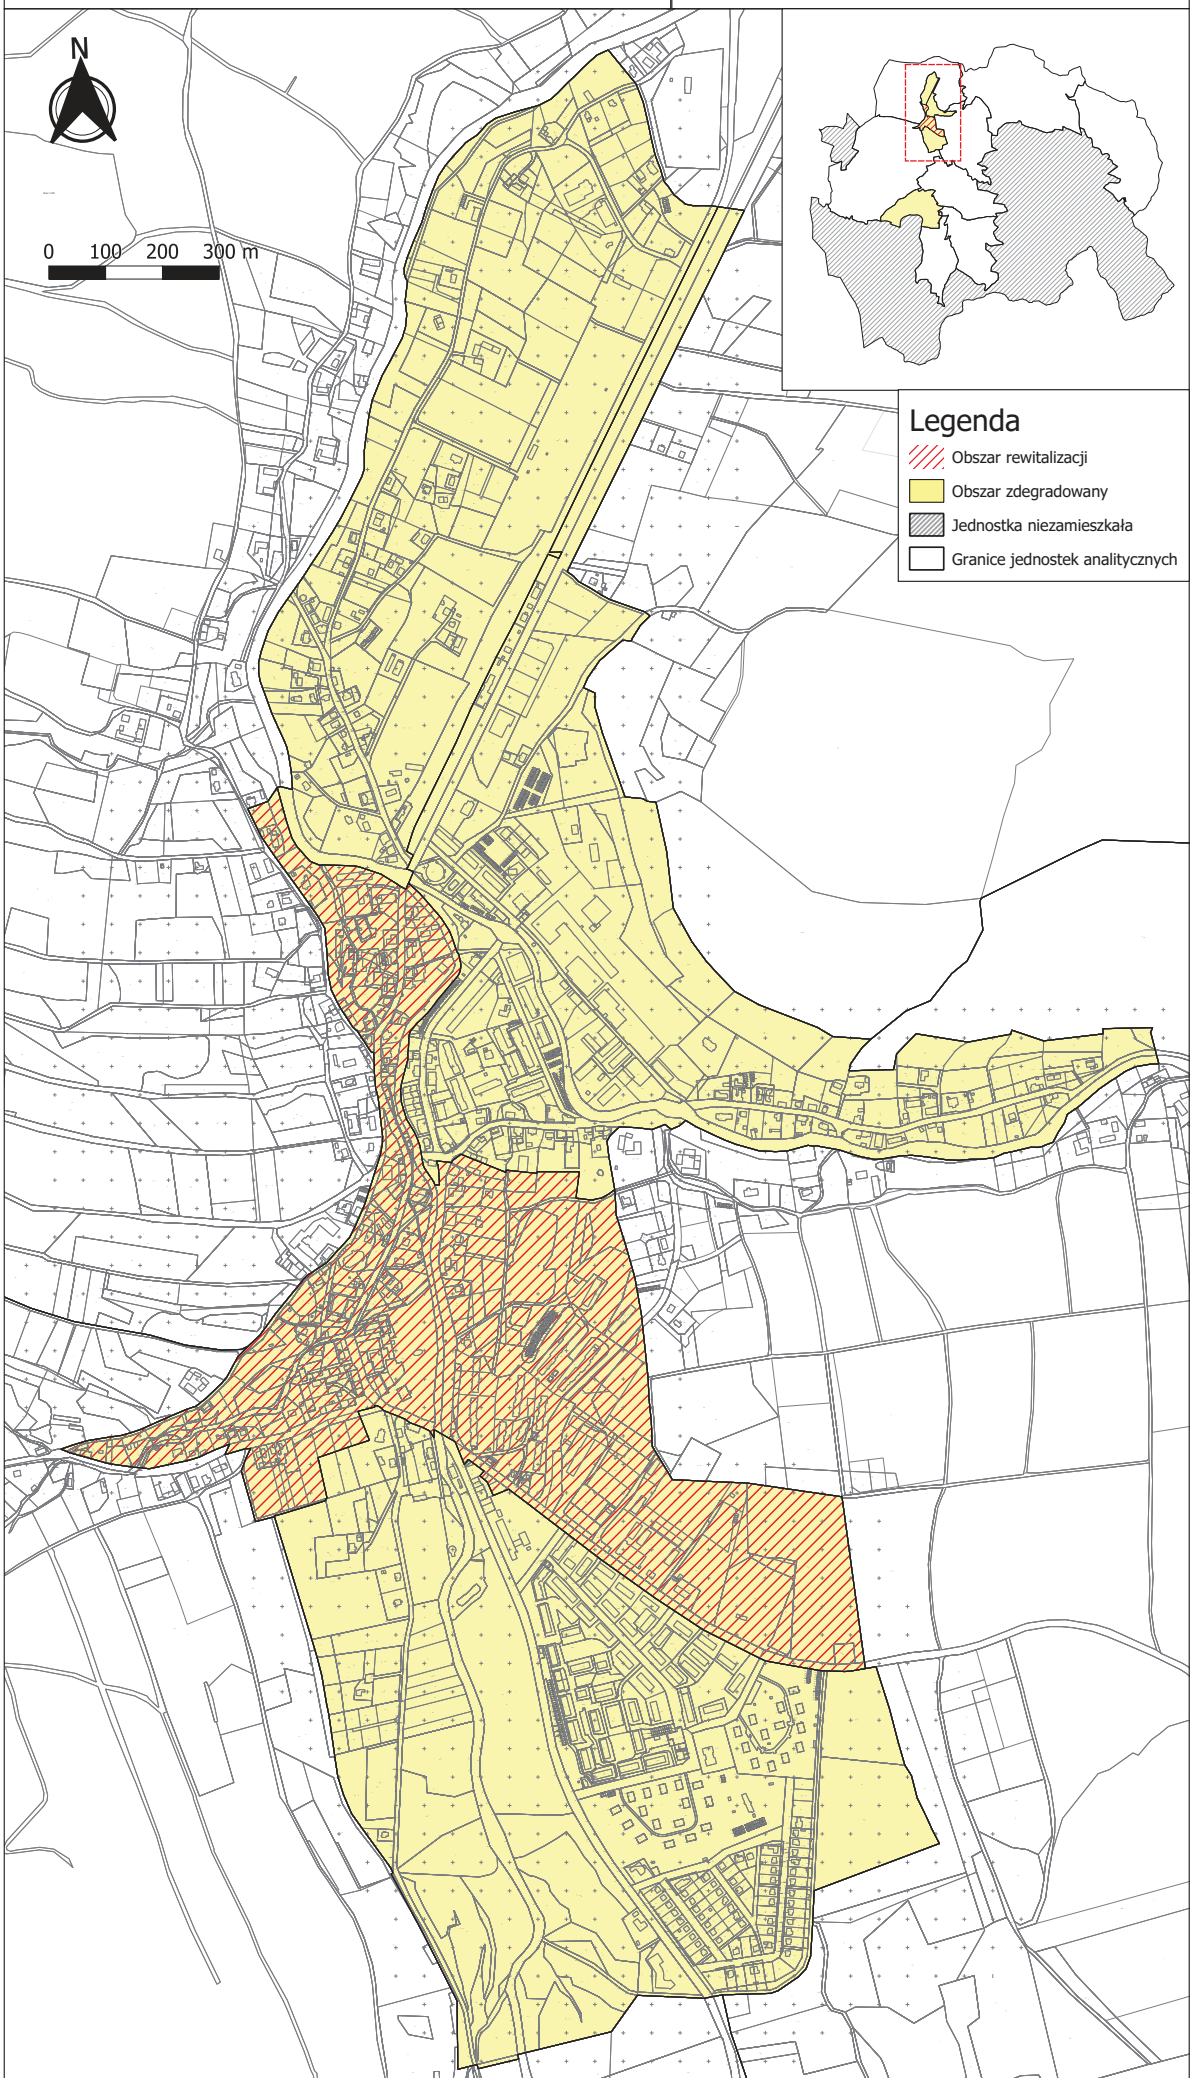 N
0 100 200 300 m
Legenda
Obszar rewitalizacji
Obszar zdegradowany
Jednostka niezamieszkała
Granice jednostek analitycznych